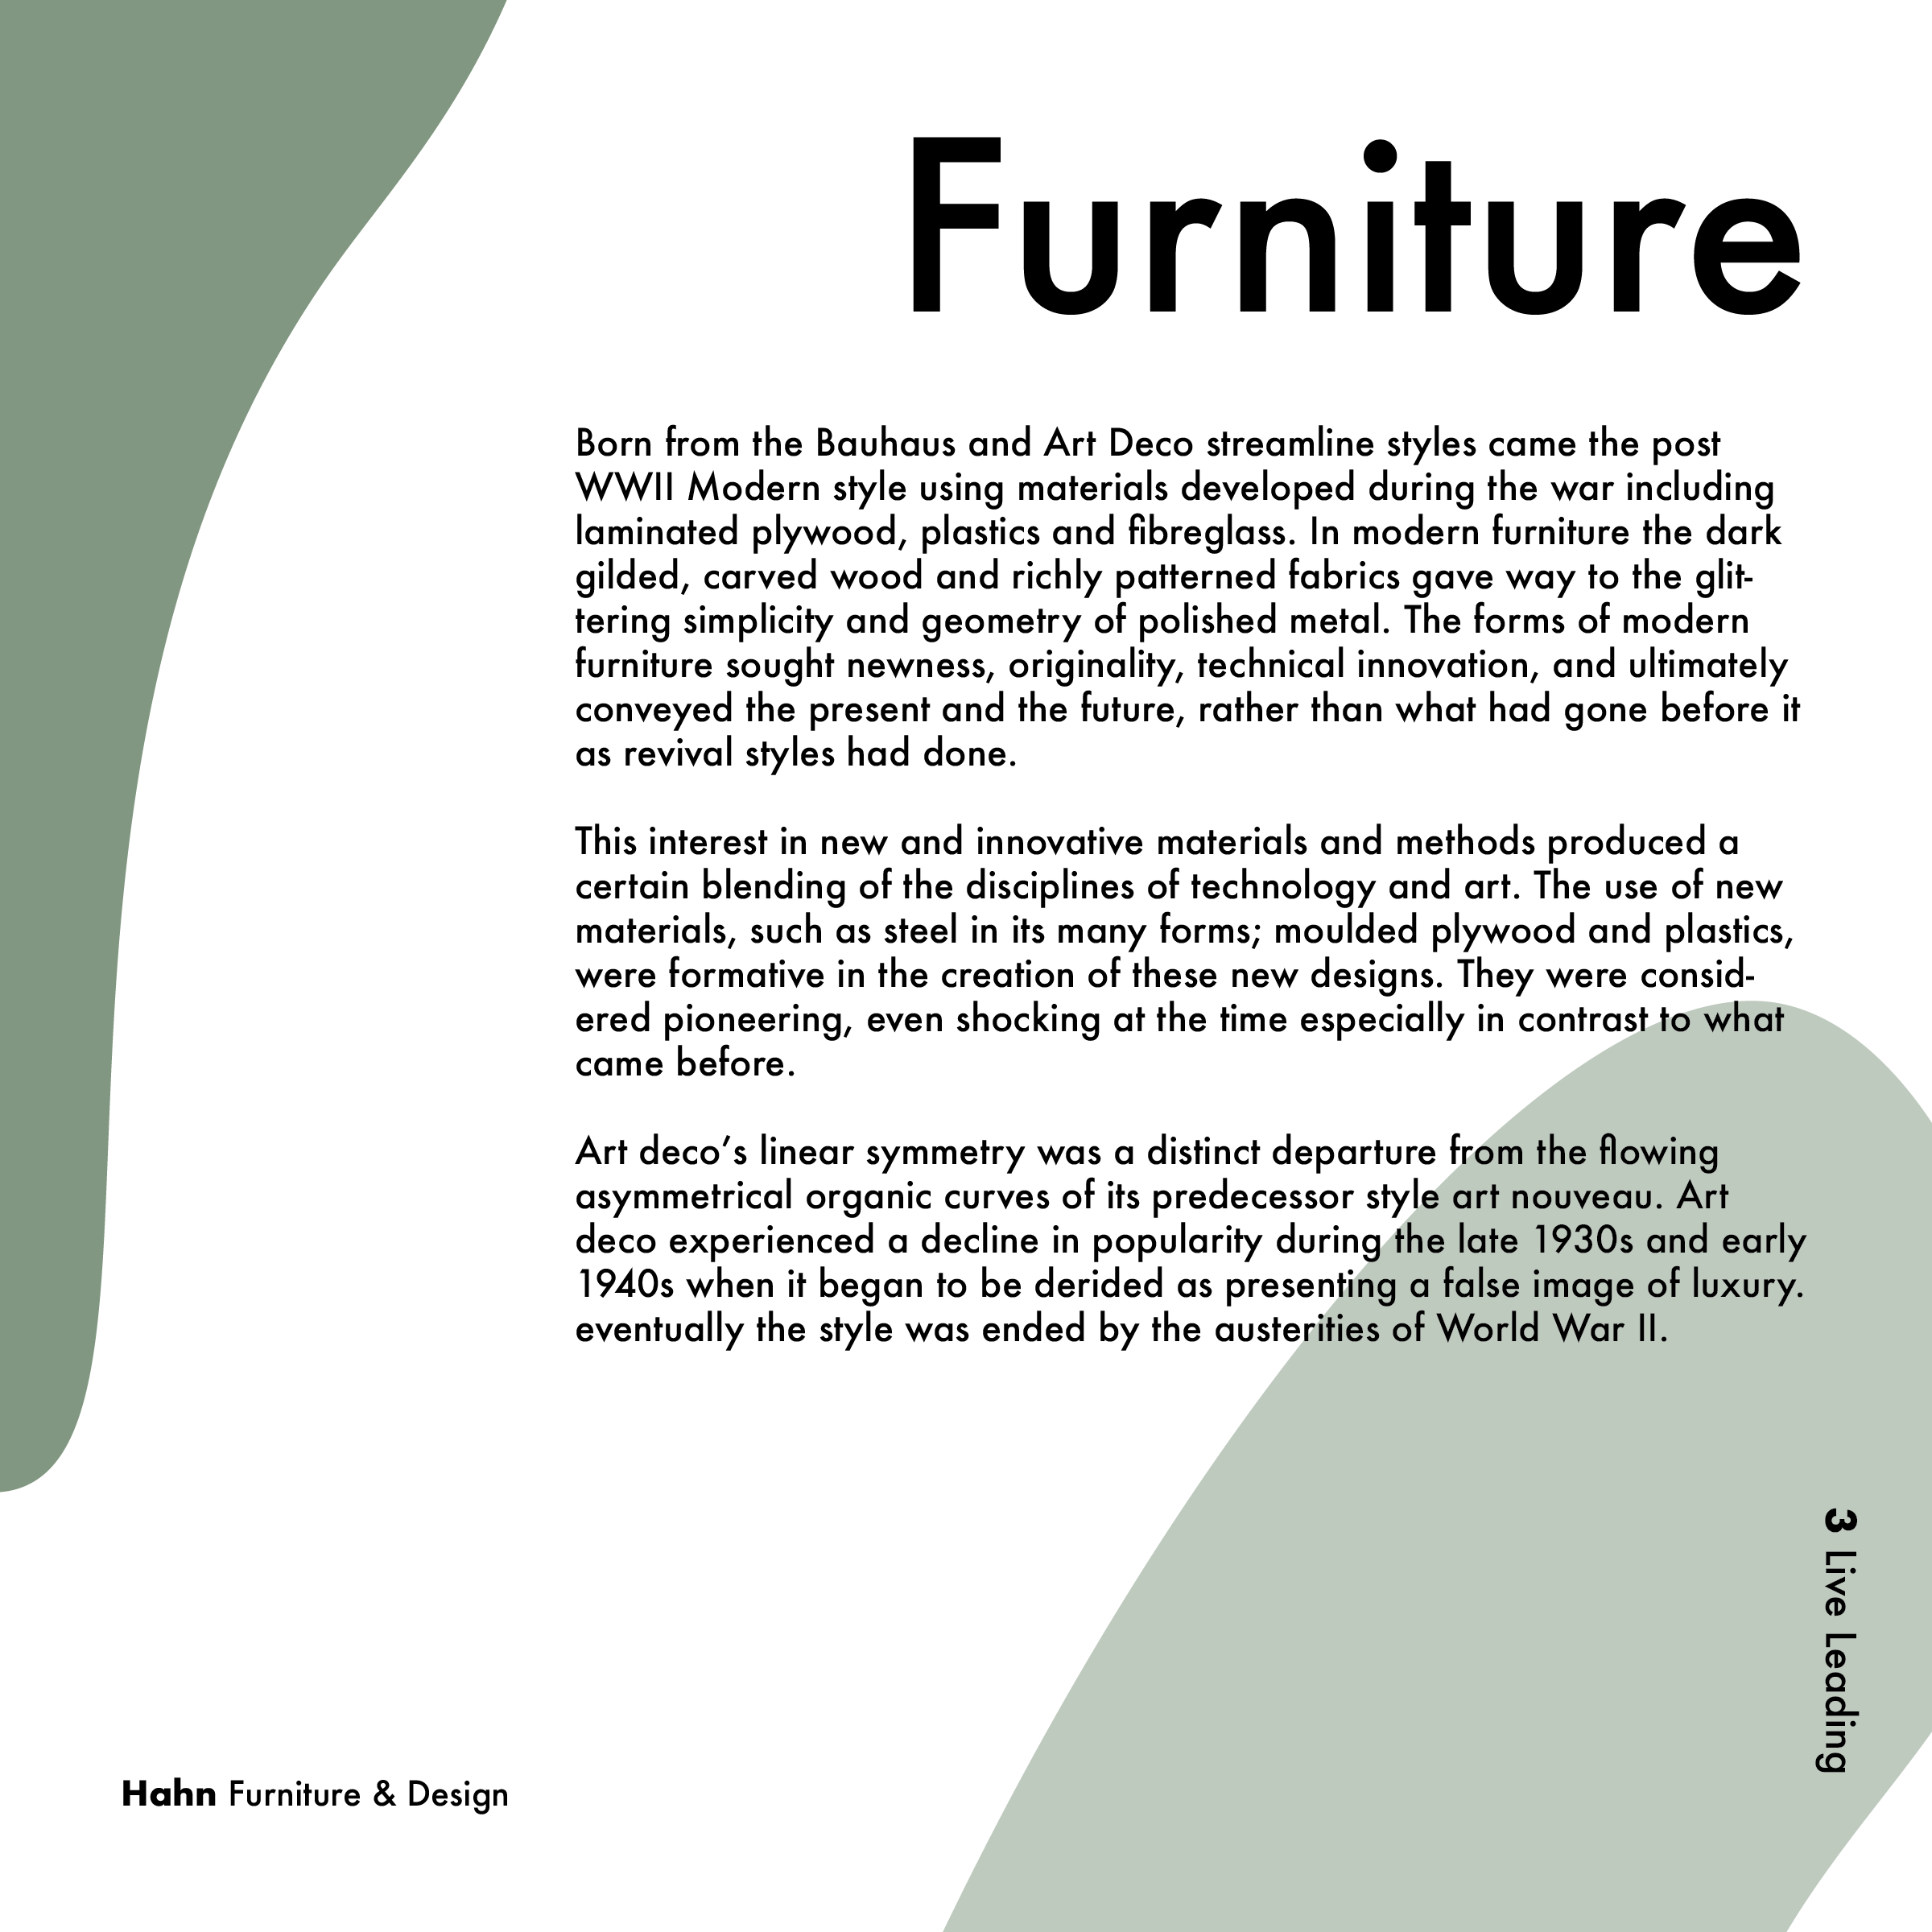 Furniture
Born from the Bauhaus and Art Deco streamline styles came the post
WWII Modern style using materials developed during the war including
laminated plywood, plastics and fibreglass. In modern furniture the dark
gilded, carved wood and richly patterned fabrics gave way to the glit-
tering simplicity and geometry of polished metal. The forms of modern
furniture sought newness, originality, technical innovation, and ultimately
conveyed the present and the future, rather than what had gone before it
as revival styles had done.
This interest in new and innovative materials and methods produced a
certain blending of the disciplines of technology and art. The use of new
materials, such as steel in its many forms; moulded plywood and plastics,
were formative in the creation of these new designs. They were consid-
ered pioneering, even shocking at the time especially in contrast to what
came before.
Art deco’s linear symmetry was a distinct departure from the flowing
asymmetrical organic curves of its predecessor style art nouveau. Art
deco experienced a decline in popularity during the late 1930s and early
1940s when it began to be derided as presenting a false image of luxury.
eventually the style was ended by the austerities of World War II.
3 Live Leading
Hahn Furniture & Design